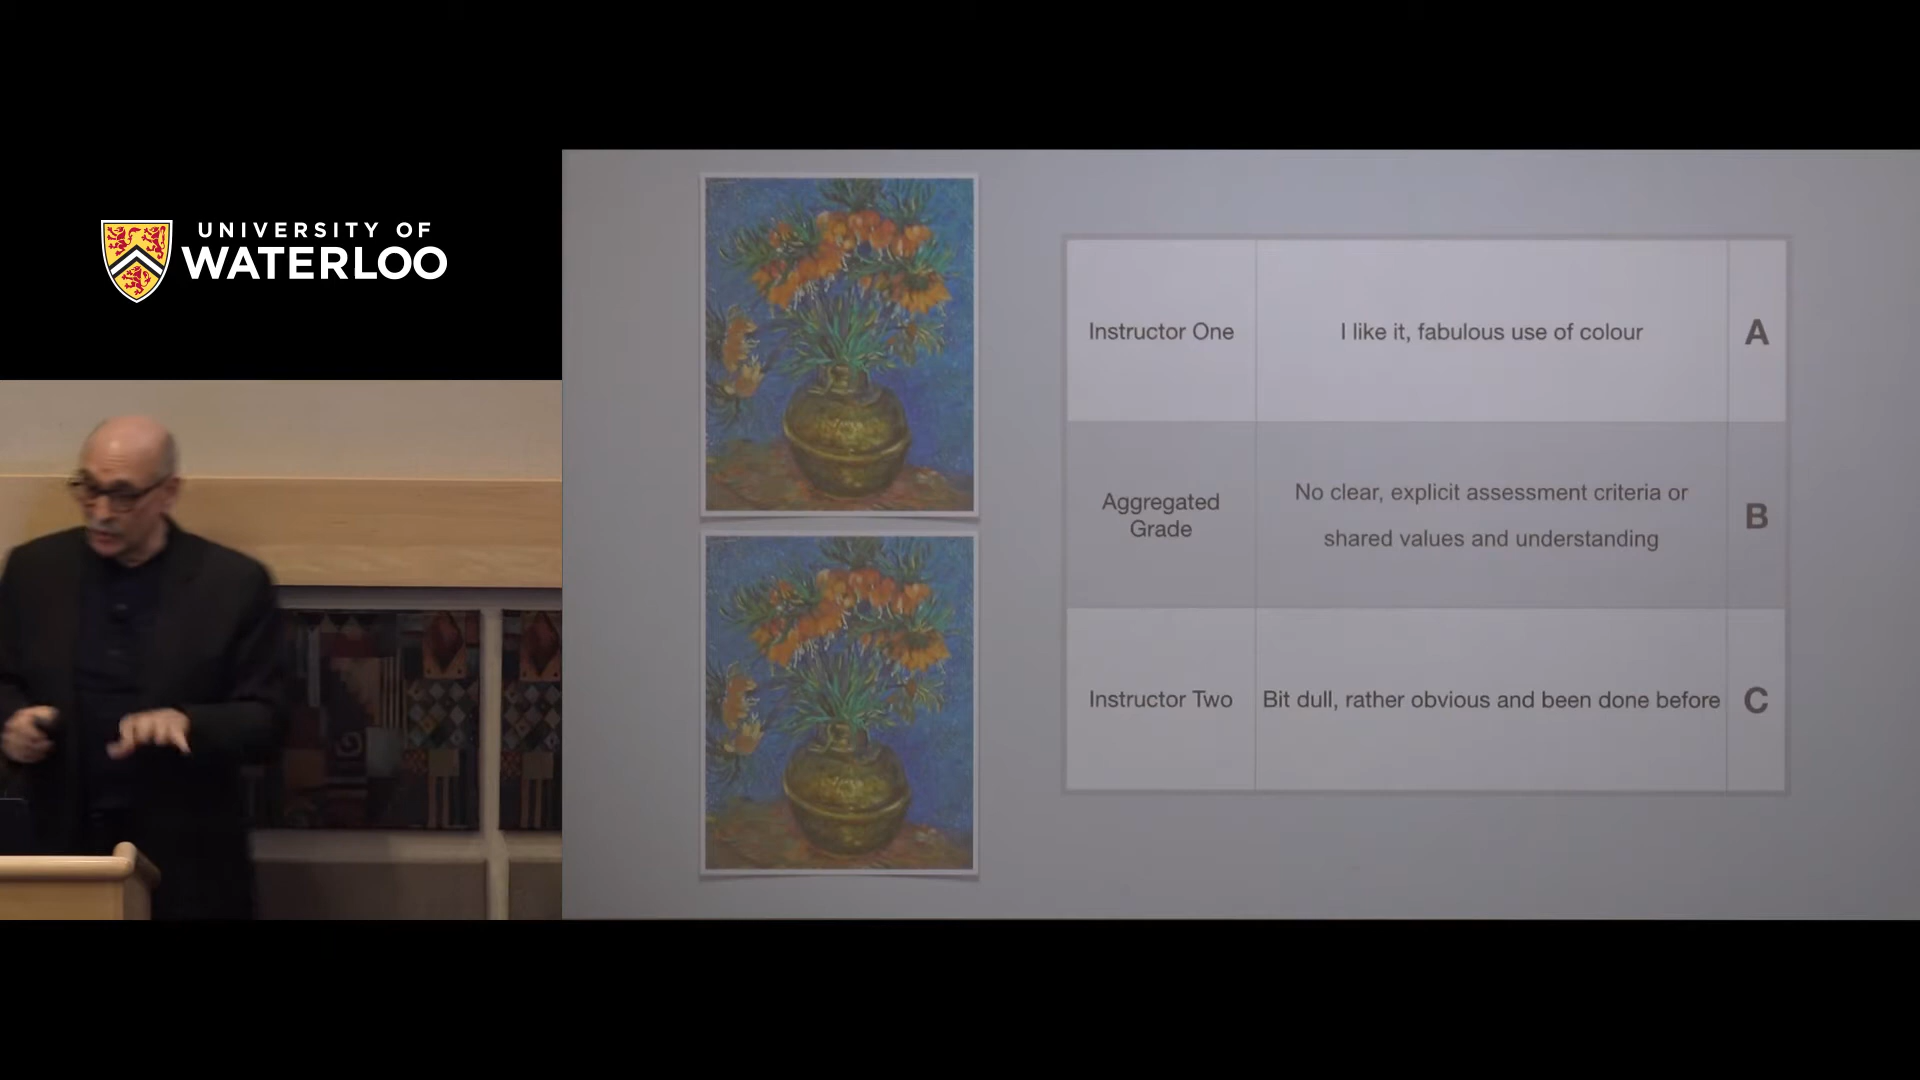 UNIVERSITY OF
WATERLOO
Instructor One
I like it, fabulous use of colour
A
Aggregated
Grade
No clear, explicit assessment criteria or
shared values and understanding
B
Instructor Two
Bit dull, rather obvious and been done before
C